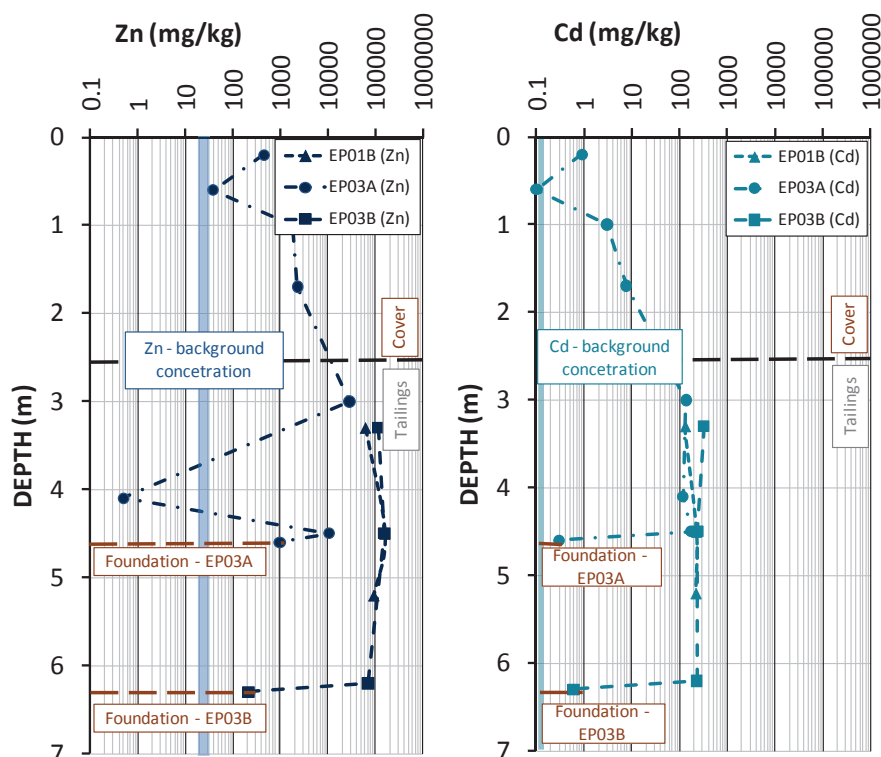 Zn (mg/kg)
0.1
1
10
100
1000
10000
100000
1000000
0
1
2
3
4
5
6
7
DEPTH (m)
EP01B (Zn)
EP03A (Zn)
EP03B (Zn)
Cover
Zn - background
concetration
Tailings
Foundation - EP03A
Foundation - EP03B
Cd (mg/kg)
0.1
1
10
100
1000
10000
100000
1000000
0
1
2
3
4
5
6
7
DEPTH (m)
EP01B (Cd)
EP03A (Cd)
EP03B (Cd)
Cover
Cd - background
concetration
Tailings
Foundation -
EP03A
Foundation -
EP03B